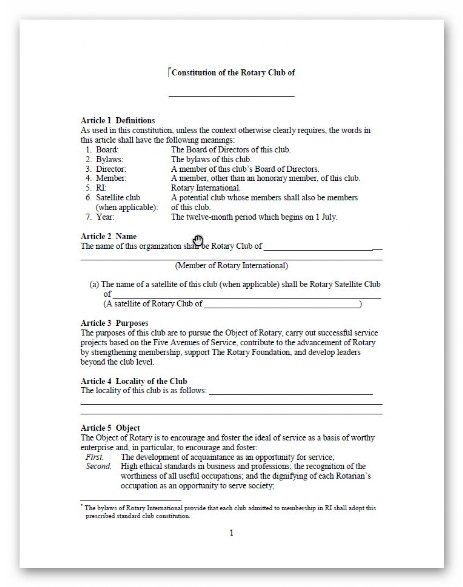 *Constitution of the Rotary Club of
Article 1 Definitions
As used in this constitution, unless the context otherwise clearly requires, the words in
this article shall have the following meanings:
1. Board: The Board of Directors of this club.
2. Bylaws: The bylaws of this club.
3. Director: A member of this club’s Board of Directors.
4. Member: A member, other than an honorary member, of this club.
5. RI: Rotary International.
6. Satellite club A potential club whose members shall also be members
(when applicable): of this club.
7. Year: The twelve-month period which begins on 1 July.
Article 2 Name
The name of this organization shall be Rotary Club of
(Member of Rotary International)
(a) The name of a satellite of this club (when applicable) shall be Rotary Satellite Club
of
(A satellite of Rotary Club of )
Article 3 Purposes
The purposes of this club are to pursue the Object of Rotary, carry out successful service
projects based on the Five Avenues of Service, contribute to the advancement of Rotary
by strengthening membership, support The Rotary Foundation, and develop leaders
beyond the club level.
Article 4 Locality of the Club
The locality of this club is as follows:
Article 5 Object
The Object of Rotary is to encourage and foster the ideal of service as a basis of worthy
enterprise and, in particular, to encourage and foster:
First. The development of acquaintance as an opportunity for service;
Second. High ethical standards in business and professions; the recognition of the
worthiness of all useful occupations; and the dignifying of each Rotarian’s
occupation as an opportunity to serve society;
* The bylaws of Rotary International provide that each club admitted to membership in RI shall adopt this
prescribed standard club constitution.
1